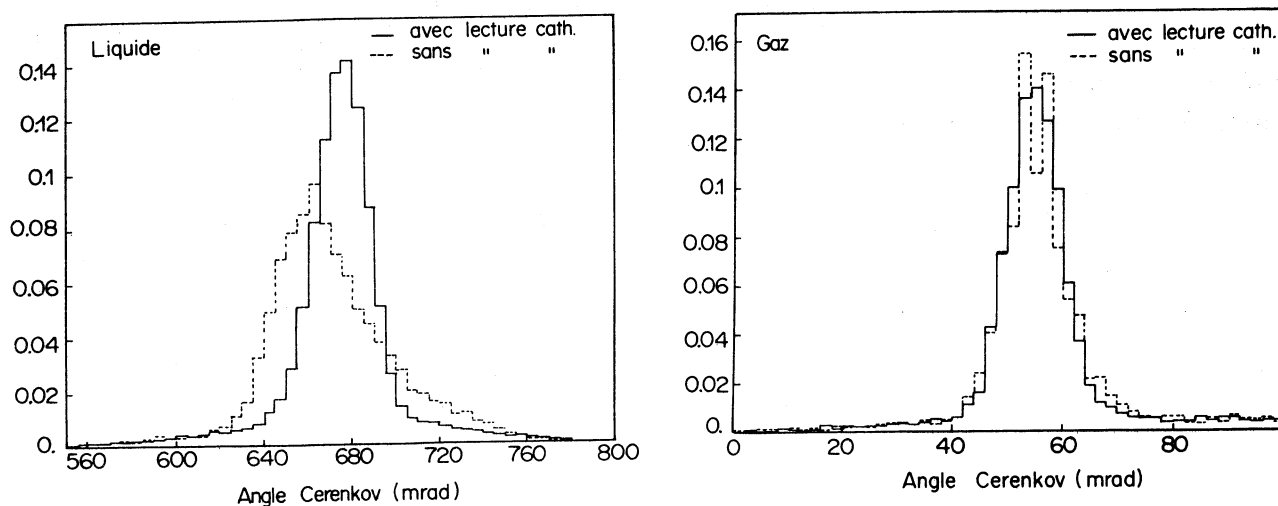 Liquide
avec lecture cath.
sans " "
0.14
0.12
0.1
0.08
0.06
0.04
0.02
0.
560 600 640 680 720 760 800
Angle Cerenkov (mrad)
Gaz
avec lecture cath.
sans " "
0.16
0.14
0.12
0.1
0.08
0.06
0.04
0.02
0.
0 20 40 60 80
Angle Cerenkov (mrad)